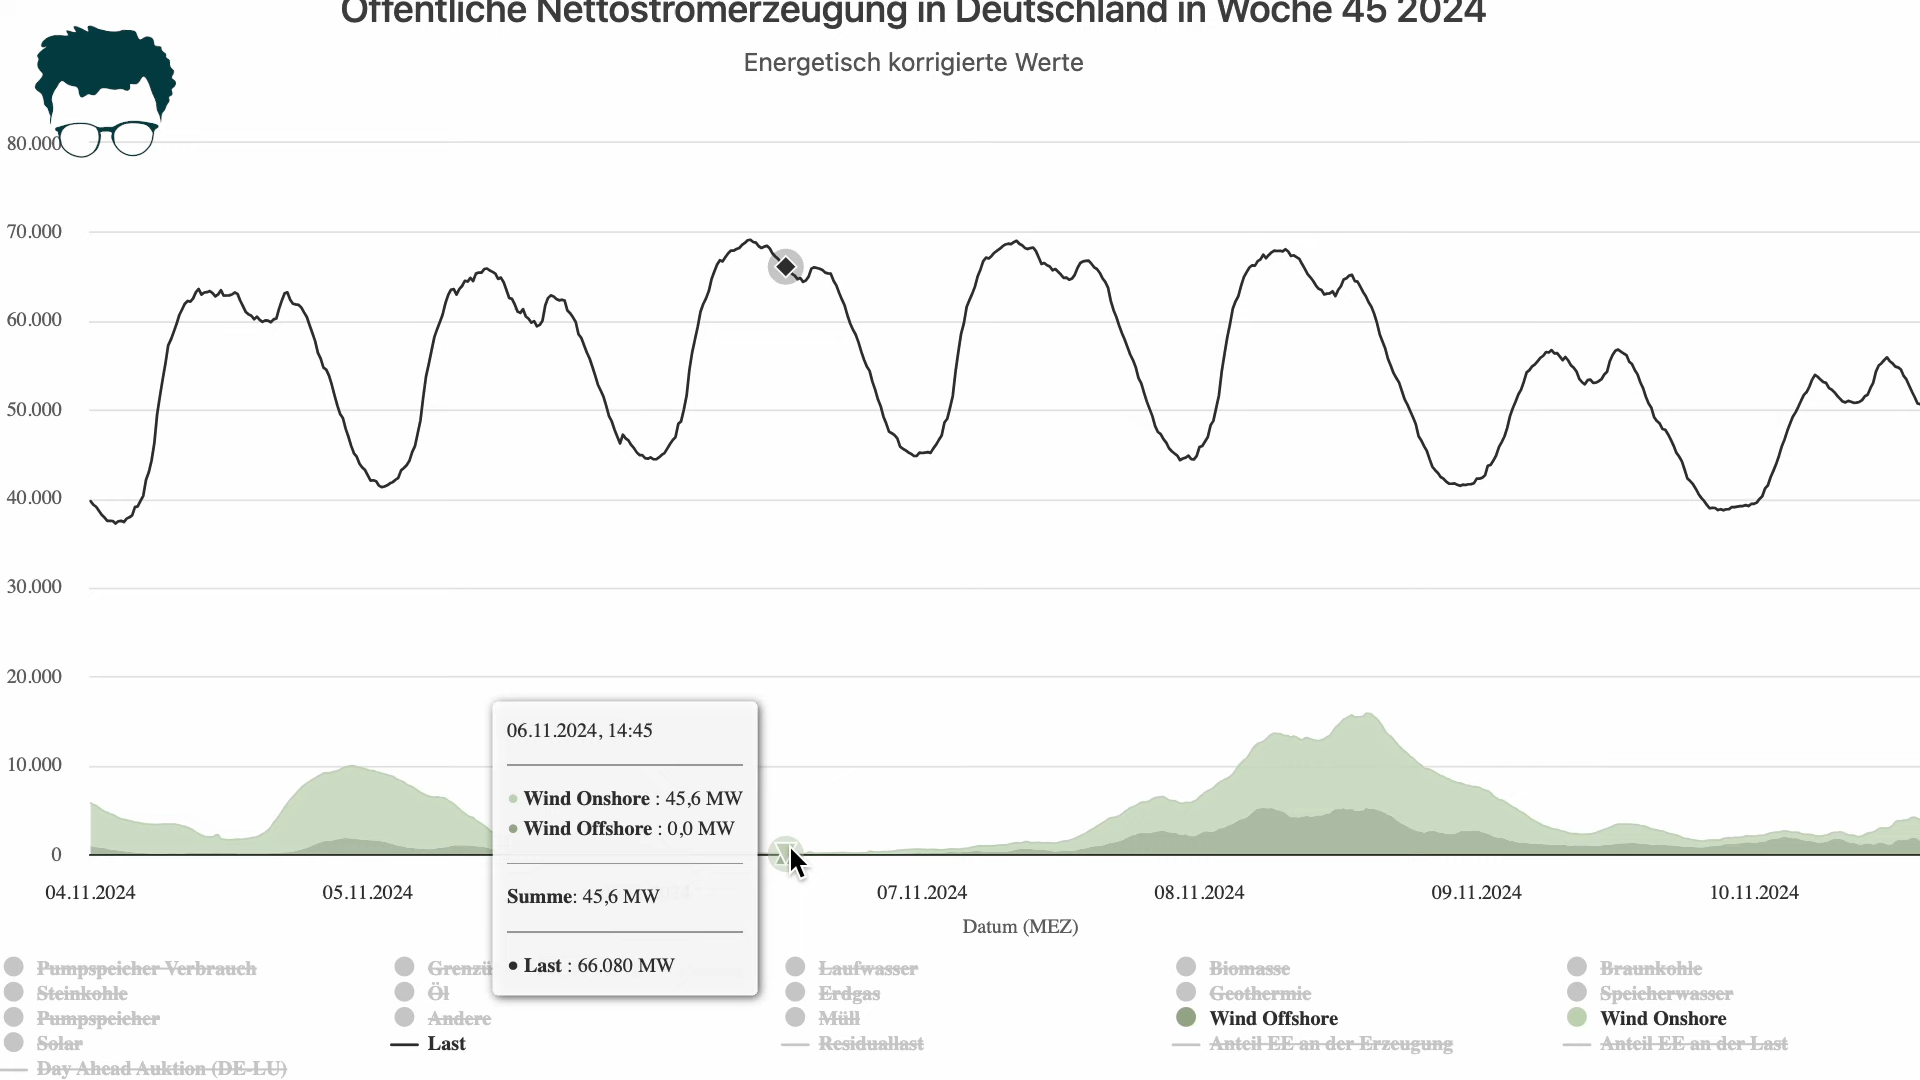 Öffentliche Nettostromerzeugung in Deutschland in Woche 45 2024
Energetisch korrigierte Werte
80.000
70.000
60.000
50.000
40.000
30.000
20.000
10.000
0
06.11.2024, 14:45
Wind Onshore : 45,6 MW
Wind Offshore : 0,0 MW
Summe: 45,6 MW
Last : 66.080 MW
04.11.2024
05.11.2024
07.11.2024
08.11.2024
09.11.2024
10.11.2024
Datum (MEZ)
Pumpspeicher Verbrauch
Laufwasser
Biomasse
Braunkohle
Steinkohle
Öl
Erdgas
Geothermie
Speicherwasser
Pumpspeicher
Andere
Müll
Wind Offshore
Wind Onshore
Solar
Last
Residuallast
Anteil EE an der Erzeugung
Anteil EE an der Last
Day Ahead Auktion (DE-LU)